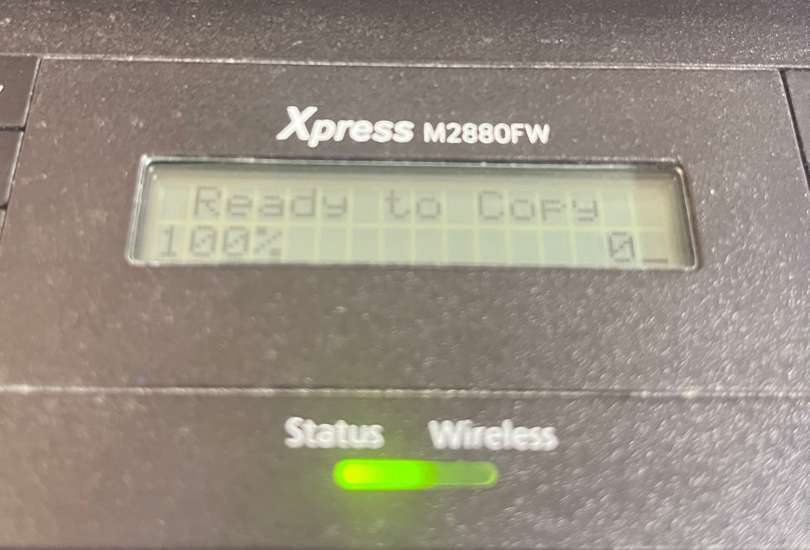 Xpress M2880FW
Ready to Copy
100% 0_
Status Wireless